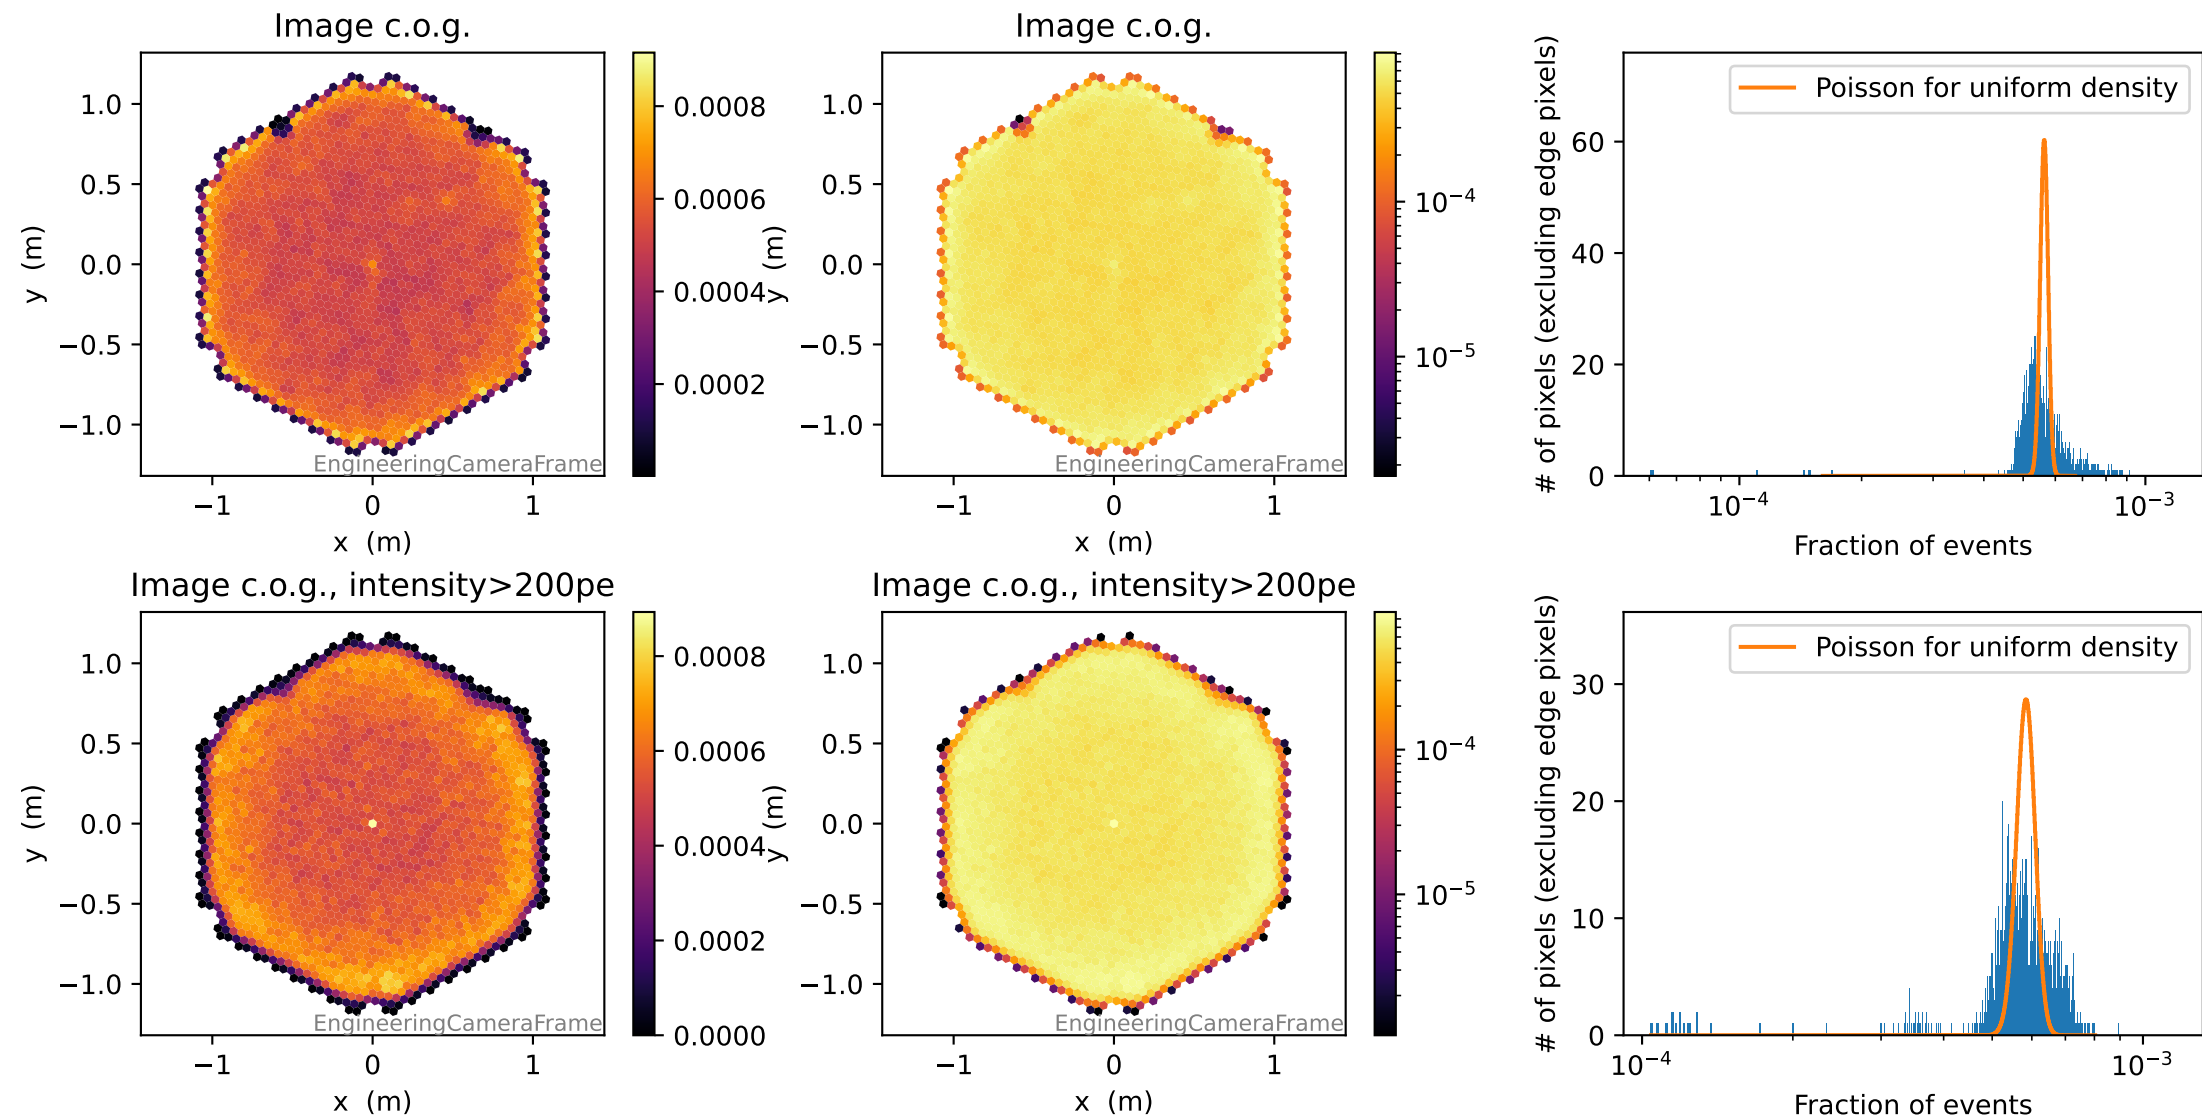 Image c.o.g.
1.0
0.5
0.0
−0.5
−1.0
y (m)
−1
0
1
x (m)
EngineeringCameraFrame
0.0008
0.0006
0.0004
0.0002
Image c.o.g.
1.0
0.5
0.0
−0.5
−1.0
y (m)
−1
0
1
x (m)
EngineeringCameraFrame
10⁻⁴
10⁻⁵
Poisson for uniform density
# of pixels (excluding edge pixels)
60
40
20
0
10⁻⁴
10⁻³
Fraction of events
Image c.o.g., intensity>200pe
1.0
0.5
0.0
−0.5
−1.0
y (m)
−1
0
1
x (m)
EngineeringCameraFrame
0.0008
0.0006
0.0004
0.0002
0.0000
Image c.o.g., intensity>200pe
1.0
0.5
0.0
−0.5
−1.0
y (m)
−1
0
1
x (m)
EngineeringCameraFrame
10⁻⁴
10⁻⁵
Poisson for uniform density
# of pixels (excluding edge pixels)
30
20
10
0
10⁻⁴
10⁻³
Fraction of events